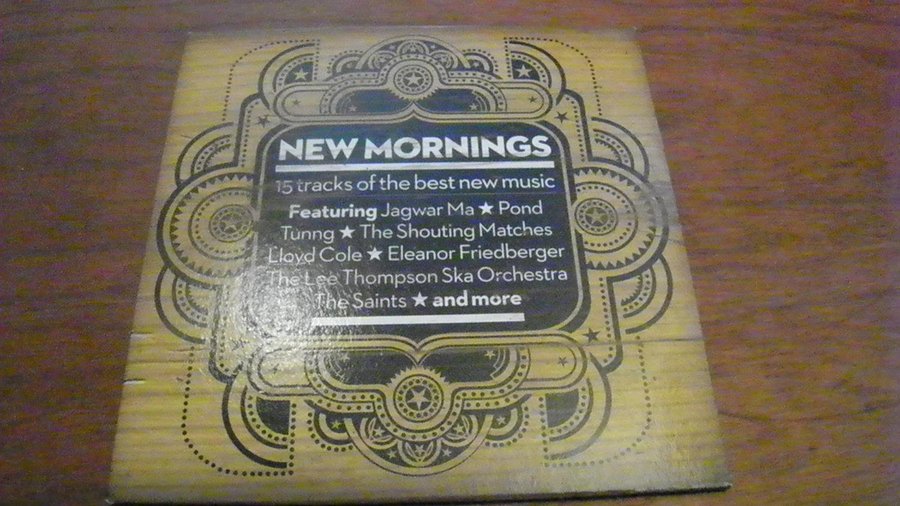 NEW MORNINGS
15 tracks of the best new music
Featuring Jagwar Ma ★ Pond
Tunng ★ The Shouting Matches
Lloyd Cole ★ Eleanor Friedberger
The Lee Thompson Ska Orchestra
The Saints ★ and more